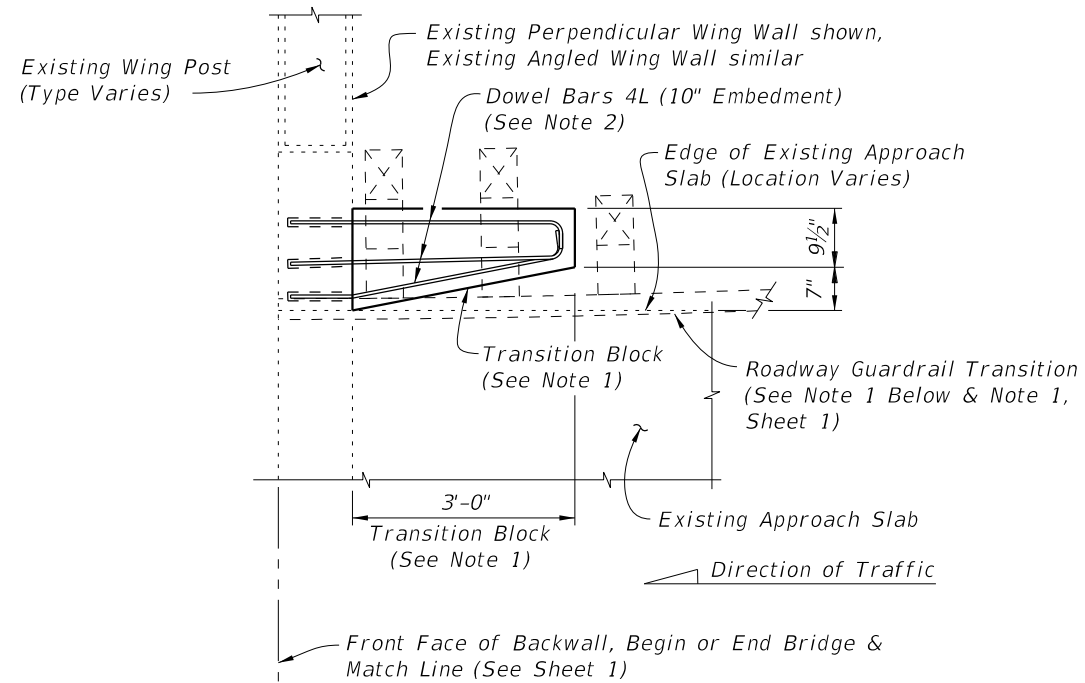 Existing Perpendicular Wing Wall shown,
Existing Angled Wing Wall similar
Existing Wing Post
(Type Varies)
Dowel Bars 4L (10" Embedment)
(See Note 2)
Edge of Existing Approach
Slab (Location Varies)
9½"
7"
Transition Block
(See Note 1)
Roadway Guardrail Transition
(See Note 1 Below & Note 1,
Sheet 1)
3'-0"
Transition Block
(See Note 1)
Existing Approach Slab
Direction of Traffic
Front Face of Backwall, Begin or End Bridge &
Match Line (See Sheet 1)